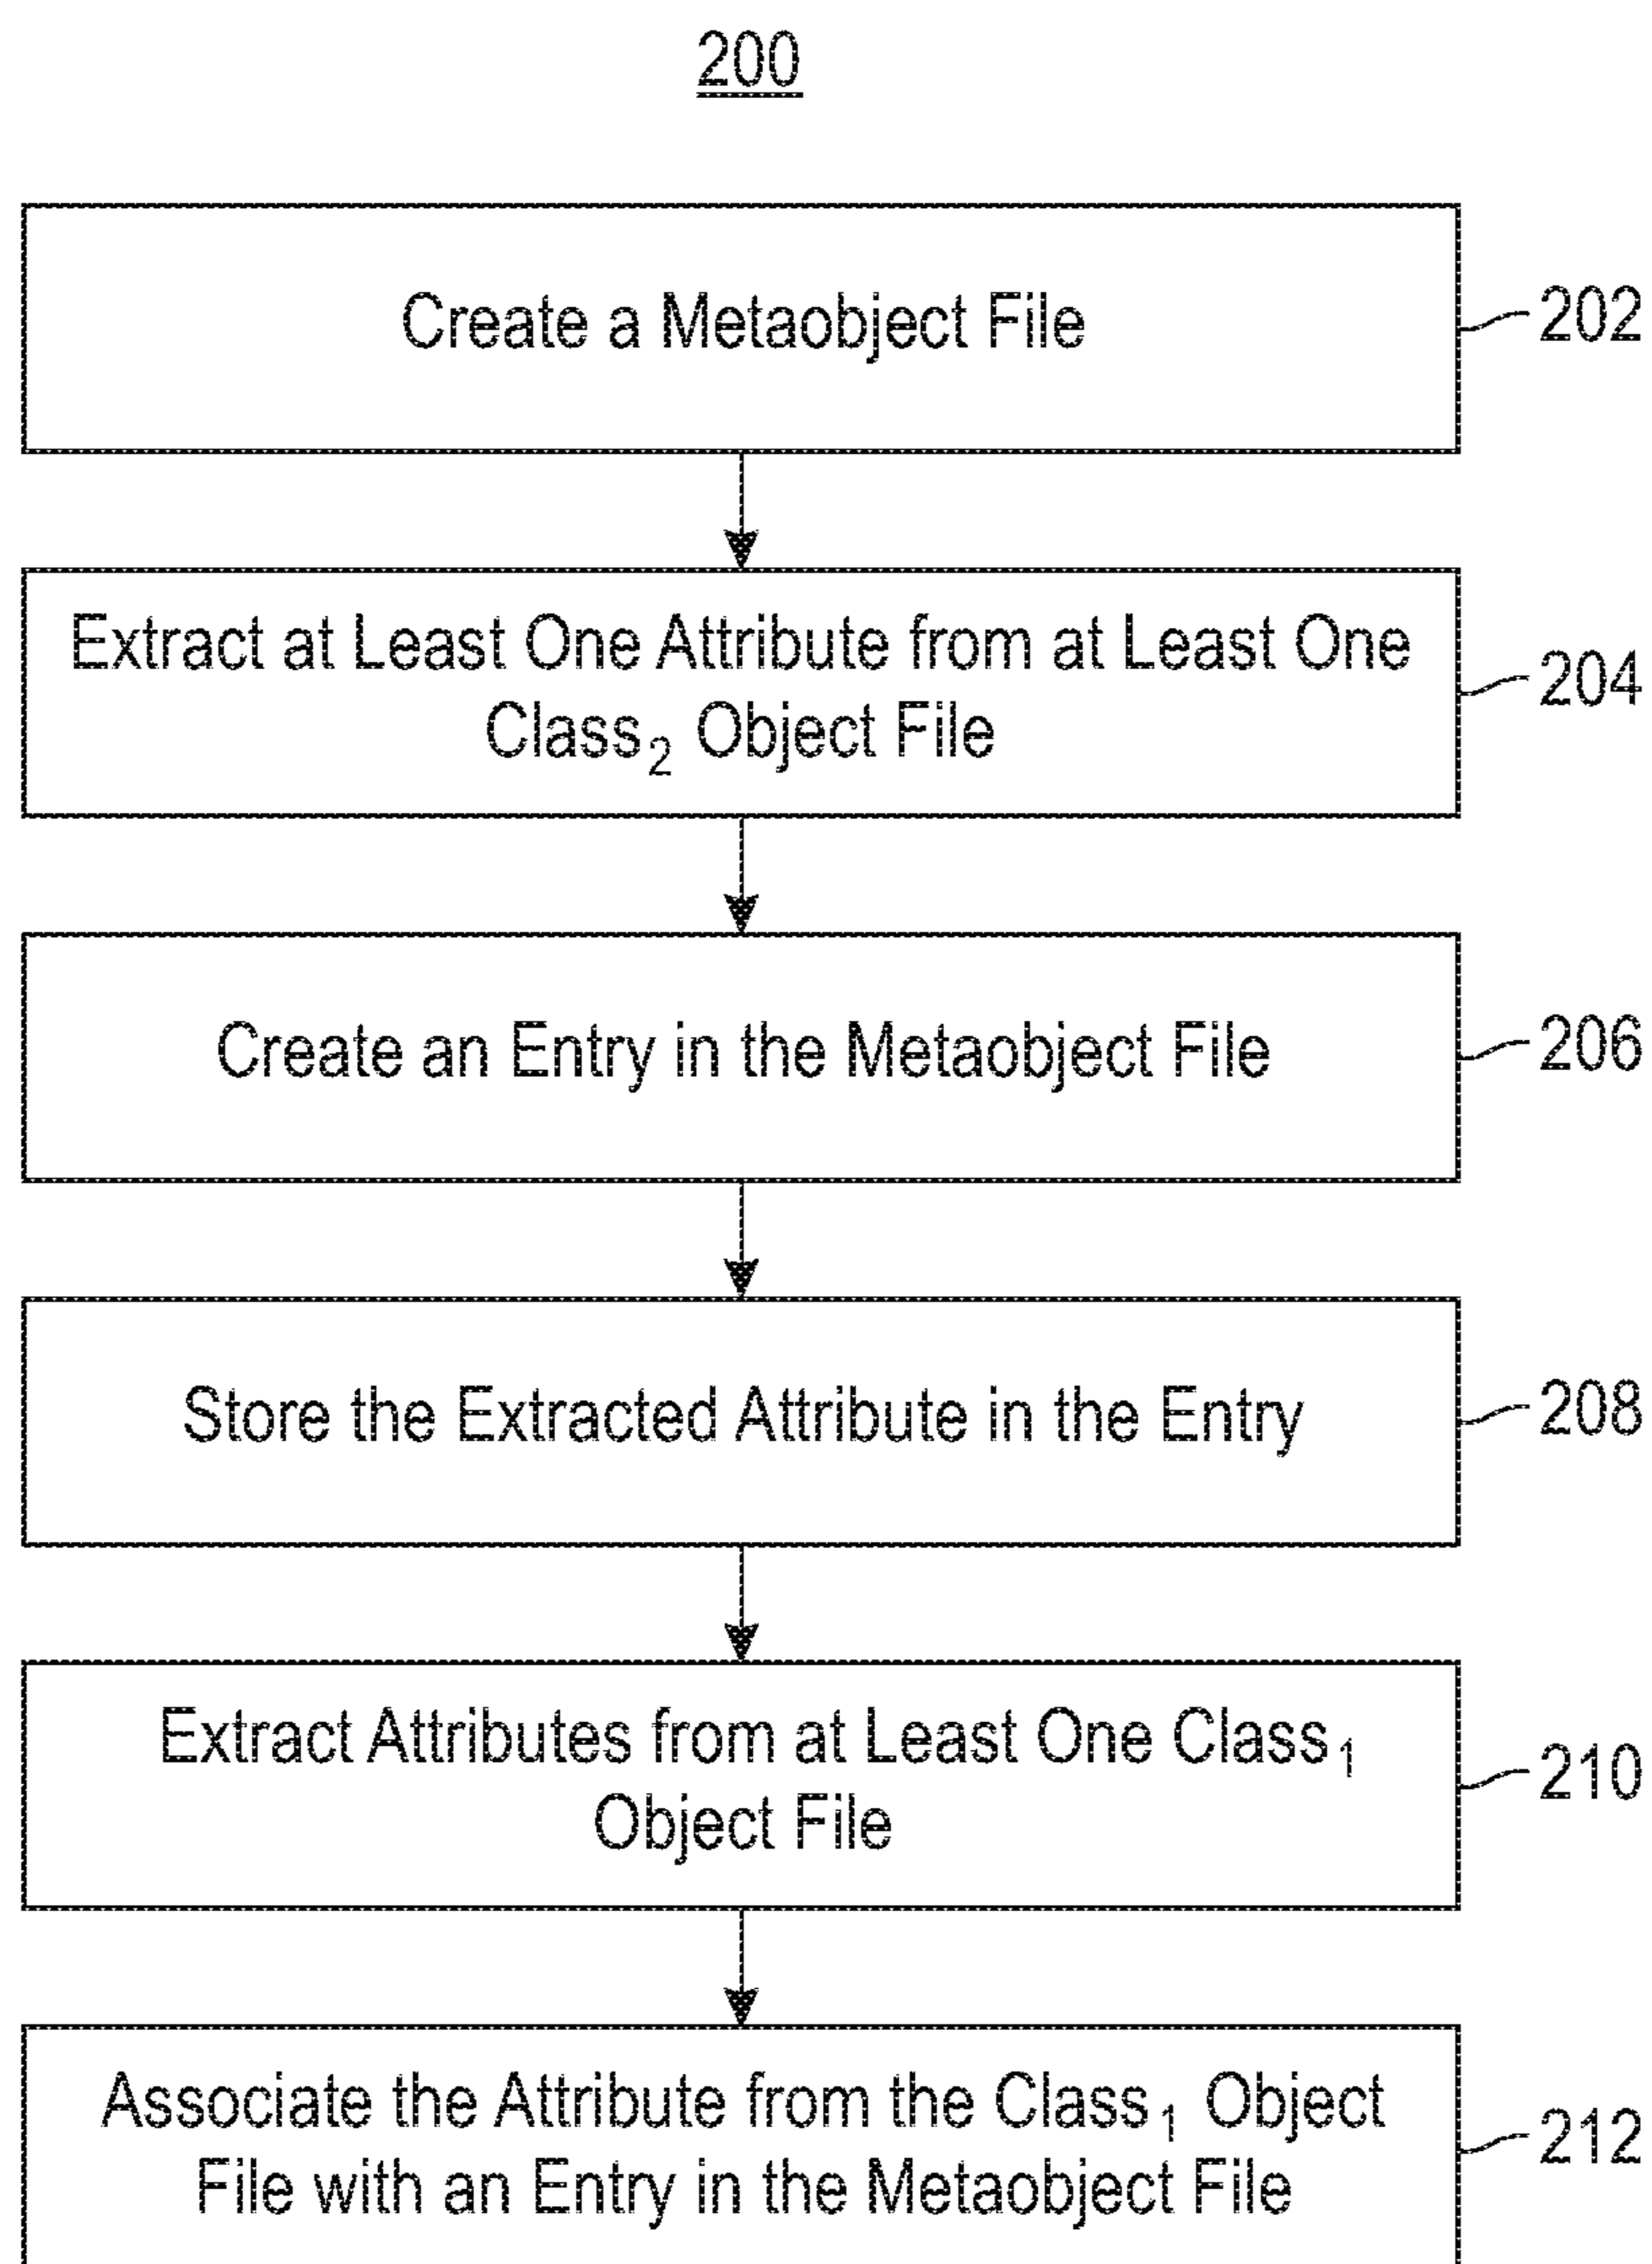 200
Create a Metaobject File
202
Extract at Least One Attribute from at Least One
Class₂ Object File
204
Create an Entry in the Metaobject File
206
Store the Extracted Attribute in the Entry
208
Extract Attributes from at Least One Class₁
Object File
210
Associate the Attribute from the Class₁ Object
File with an Entry in the Metaobject File
212